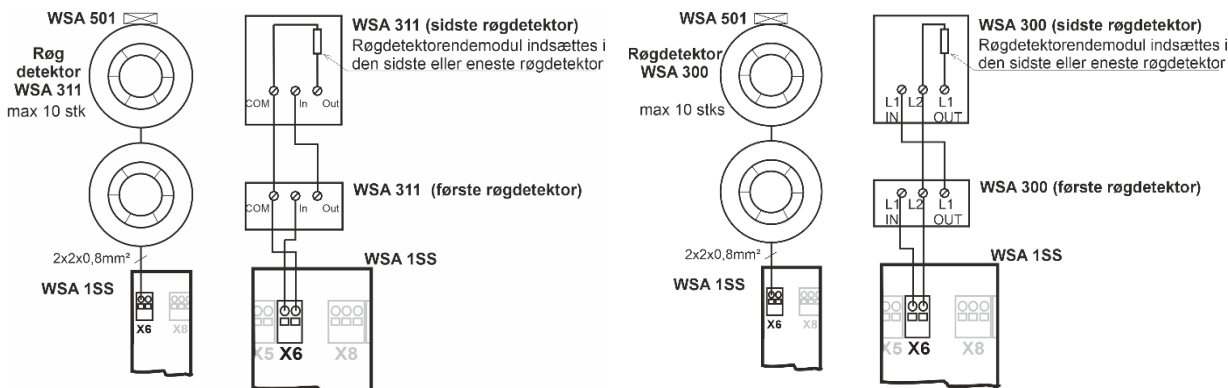 WSA 501
Røg
detektor
WSA 311
max 10 stk
2x2x0,8mm²
WSA 1SS
X6
X8
WSA 311 (sidste røgdetektor)
Røgdetektorendemodul indsættes i
den sidste eller eneste røgdetektor
COM In Out
WSA 311 (første røgdetektor)
COM In Out
WSA 1SS
X5 X6 X8
WSA 501
Røgdetektor
WSA 300
max 10 stks
2x2x0,8mm²
WSA 1SS
X6
X8
WSA 300 (sidste røgdetektor)
Røgdetektorendemodul indsættes i
den sidste eller eneste røgdetektor
L1 L2 L1
IN OUT
WSA 300 (første røgdetektor)
L1 L2 L1
IN OUT
WSA 1SS
X5 X6 X8